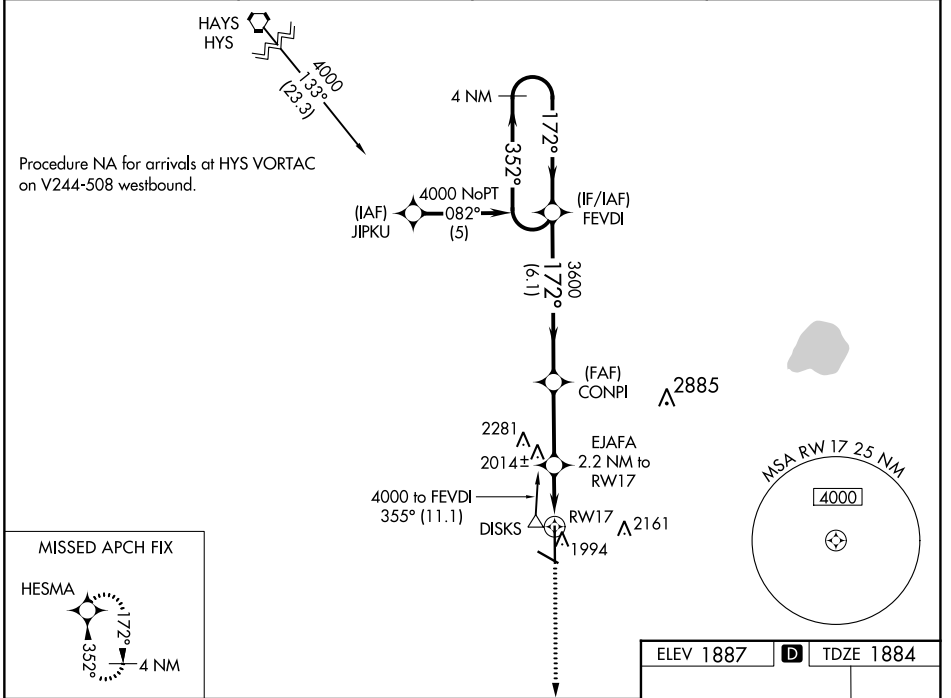 HAYS
HYS
4000
133°
(23.3)
4 NM
172°
352°
Procedure NA for arrivals at HYS VORTAC
on V244-508 westbound.
4000 NoPT
082°
(5)
(IAF)
JIPKU
(IF/IAF)
FEVDI
3600
172°
(6.1)
(FAF)
CONPI
2885
2281
2014±
EJAFA
2.2 NM to
RW17
4000 to FEVDI
355° (11.1)
DISKS
RW17
2161
1994
MSA RW 17 25 NM
4000
MISSED APCH FIX
HESMA
172°
352°
4 NM
ELEV 1887
D
TDZE 1884